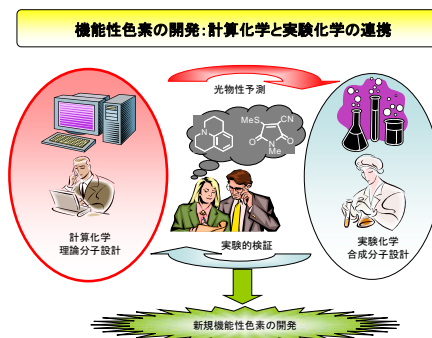 機能性色素の開発:計算化学と実験化学の連携
光物性予測
MeS
CN
N
O
N
O
Me
計算化学
理論分子設計
実験的検証
実験化学
合成分子設計
新規機能性色素の開発